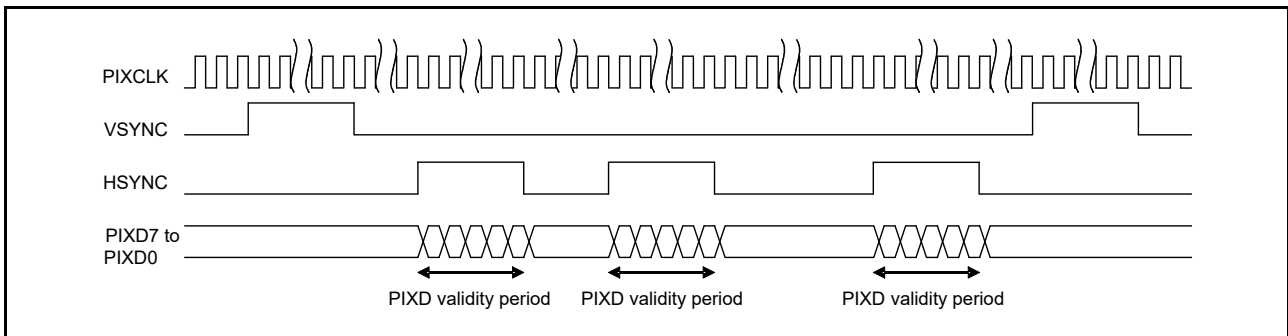 PIXCLK
VSYNC
HSYNC
PIXD7 to
PIXD0
PIXD validity period
PIXD validity period
PIXD validity period